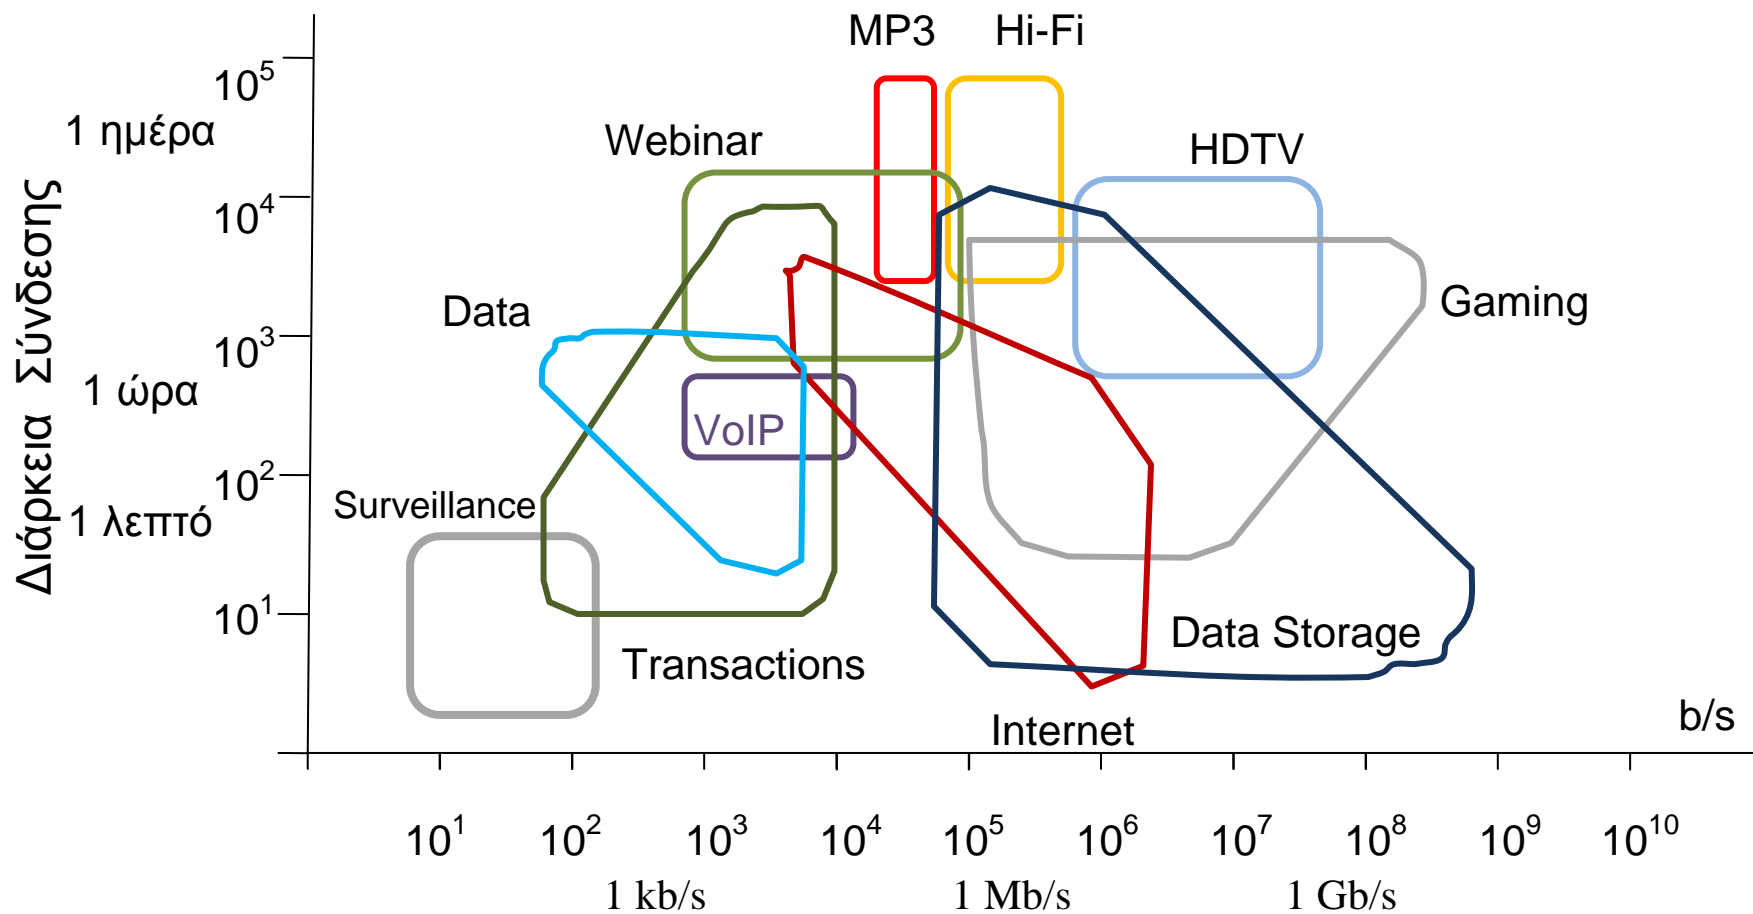 MP3 Hi-Fi
10^5
1 ημέρα
Webinar
HDTV
10^4
Διάρκεια Σύνδεσης
Data
Gaming
10^3
1 ώρα
VoIP
10^2
Surveillance
1 λεπτό
10^1
Data Storage
Transactions
Internet
b/s
10^1 10^2 10^3 10^4 10^5 10^6 10^7 10^8 10^9 10^10
1 kb/s 1 Mb/s 1 Gb/s